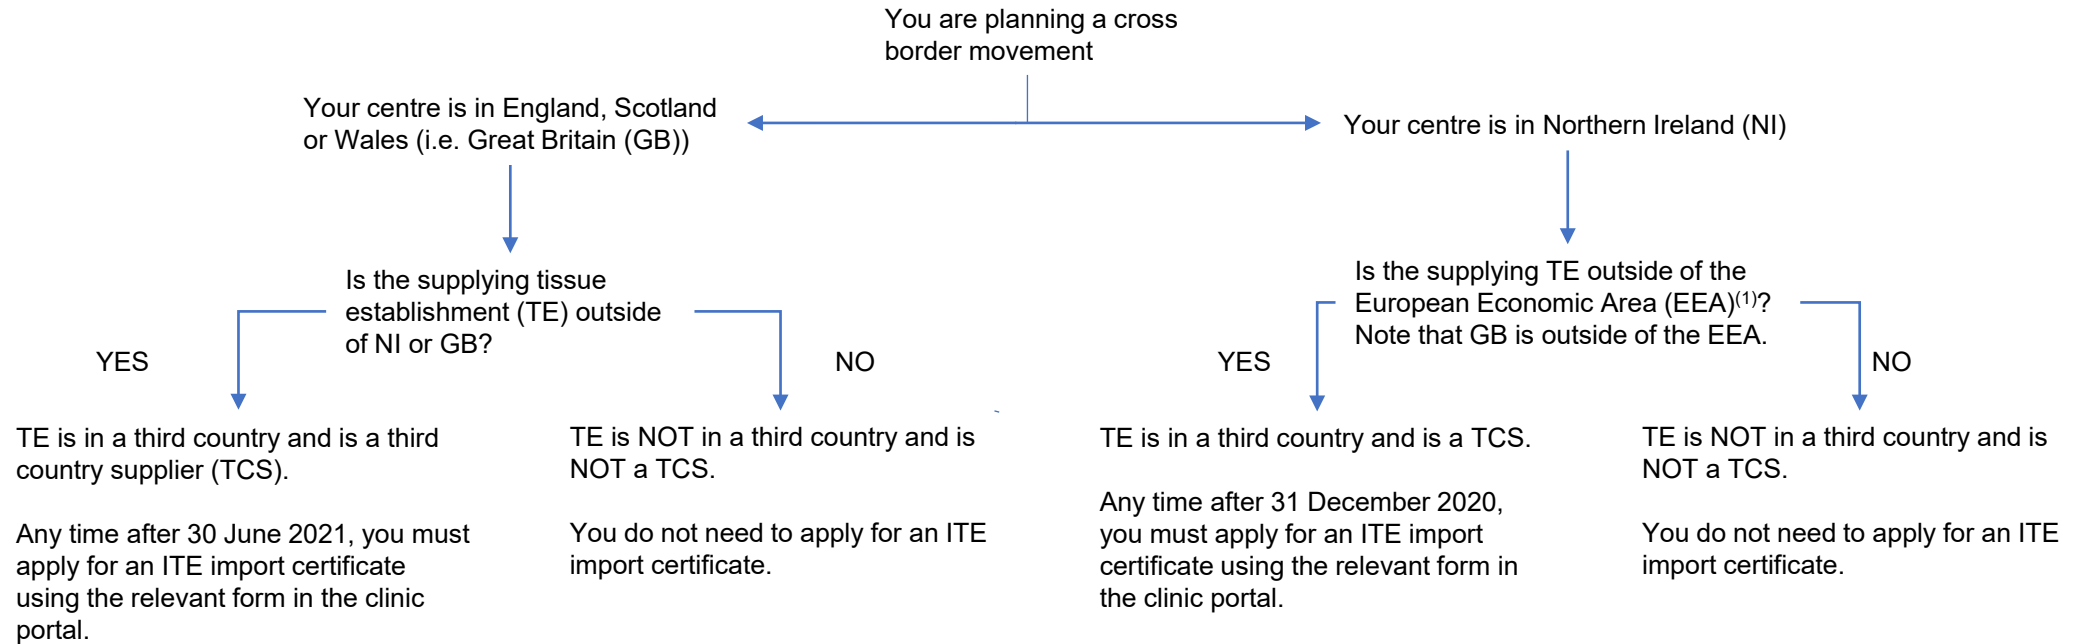 You are planning a cross
border movement
Your centre is in England, Scotland
or Wales (i.e. Great Britain (GB))
Your centre is in Northern Ireland (NI)
Is the supplying tissue
establishment (TE) outside
of NI or GB?
Is the supplying TE outside of the
European Economic Area (EEA)(1)?
Note that GB is outside of the EEA.
YES
NO
YES
NO
TE is in a third country and is a third
country supplier (TCS).
Any time after 30 June 2021, you must
apply for an ITE import certificate
using the relevant form in the clinic
portal.
TE is NOT in a third country and is
NOT a TCS.
You do not need to apply for an ITE
import certificate.
TE is in a third country and is a TCS.
Any time after 31 December 2020,
you must apply for an ITE import
certificate using the relevant form in
the clinic portal.
TE is NOT in a third country and is
NOT a TCS.
You do not need to apply for an ITE
import certificate.